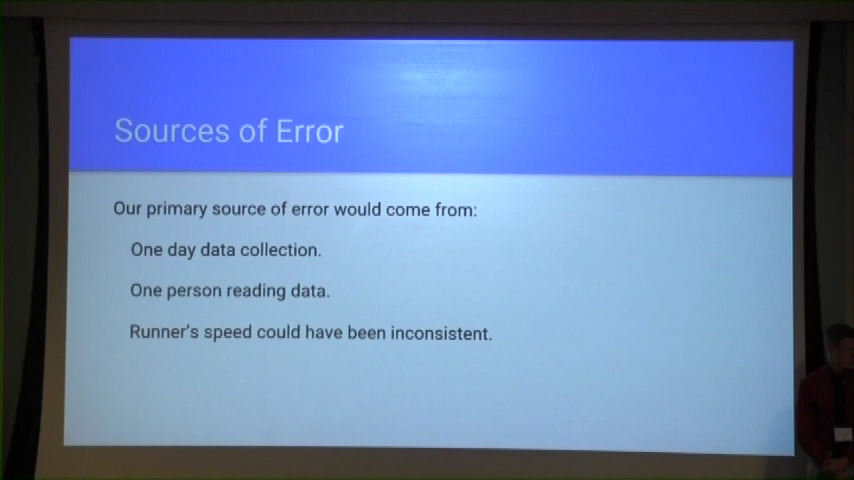 Sources of Error
Our primary source of error would come from:
One day data collection.
One person reading data.
Runner's speed could have been inconsistent.